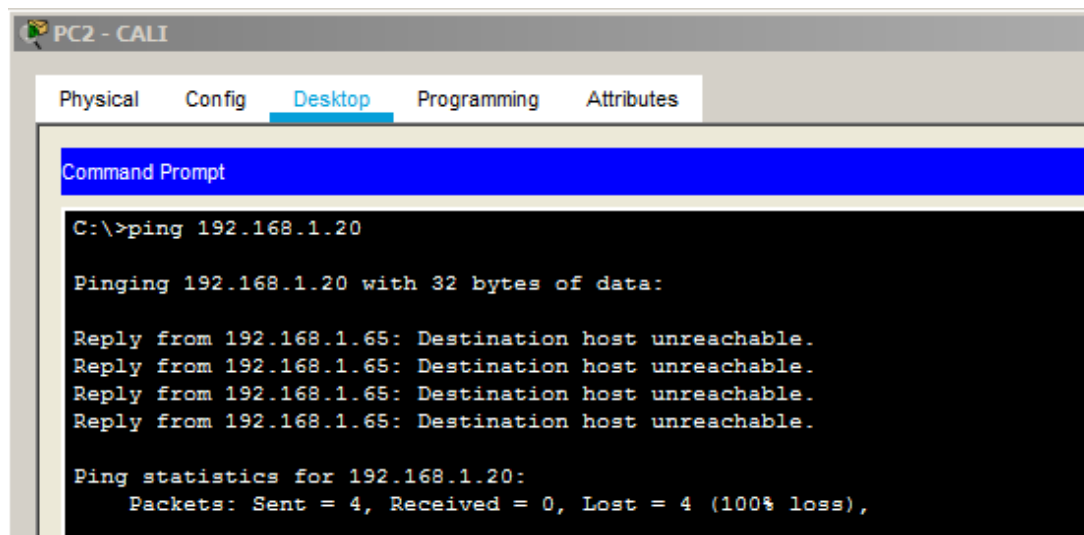 PC2 - CALI
Physical Config Desktop Programming Attributes
Command Prompt
C:\>ping 192.168.1.20
Pinging 192.168.1.20 with 32 bytes of data:
Reply from 192.168.1.65: Destination host unreachable.
Reply from 192.168.1.65: Destination host unreachable.
Reply from 192.168.1.65: Destination host unreachable.
Reply from 192.168.1.65: Destination host unreachable.
Ping statistics for 192.168.1.20:
Packets: Sent = 4, Received = 0, Lost = 4 (100% loss),